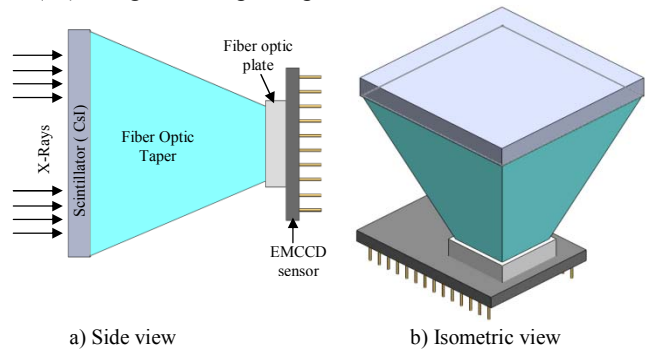 Fiber optic
plate
X-Rays
Scintillator ( CsI)
Fiber Optic
Taper
EMCCD
sensor
a) Side view
b) Isometric view